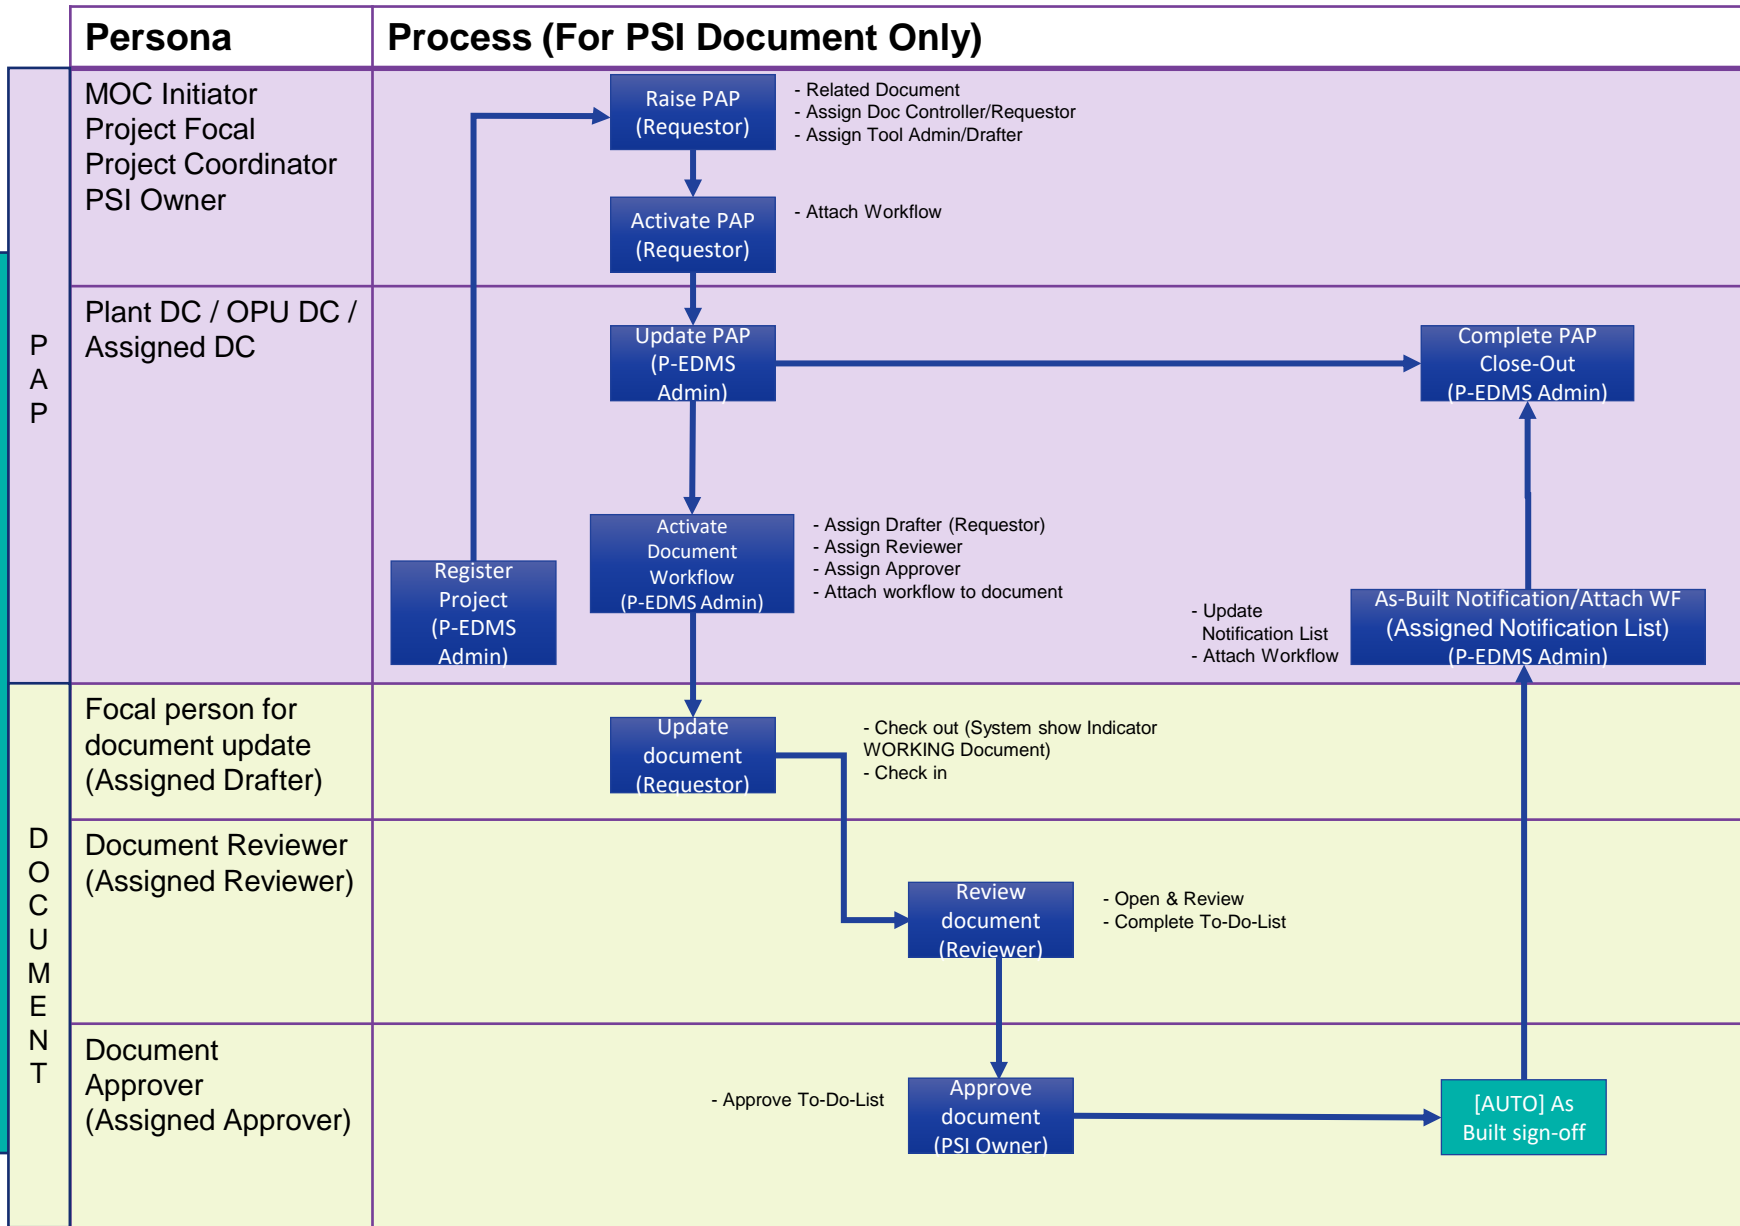 Persona
Process (For PSI Document Only)
MOC Initiator
Project Focal
Project Coordinator
PSI Owner
Raise PAP
(Requestor)
- Related Document
- Assign Doc Controller/Requestor
- Assign Tool Admin/Drafter
Activate PAP
(Requestor)
- Attach Workflow
P
A
P
Plant DC / OPU DC /
Assigned DC
Update PAP
(P-EDMS
Admin)
Complete PAP
Close-Out
(P-EDMS Admin)
Activate
Document
Workflow
(P-EDMS Admin)
- Assign Drafter (Requestor)
- Assign Reviewer
- Assign Approver
- Attach workflow to document
Register
Project
(P-EDMS
Admin)
- Update
Notification List
- Attach Workflow
As-Built Notification/Attach WF
(Assigned Notification List)
(P-EDMS Admin)
D
O
C
U
M
E
N
T
Focal person for
document update
(Assigned Drafter)
Update
document
(Requestor)
- Check out (System show Indicator
WORKING Document)
- Check in
Document Reviewer
(Assigned Reviewer)
Review
document
(Reviewer)
- Open & Review
- Complete To-Do-List
Document
Approver
(Assigned Approver)
- Approve To-Do-List
Approve
document
(PSI Owner)
[AUTO] As
Built sign-off